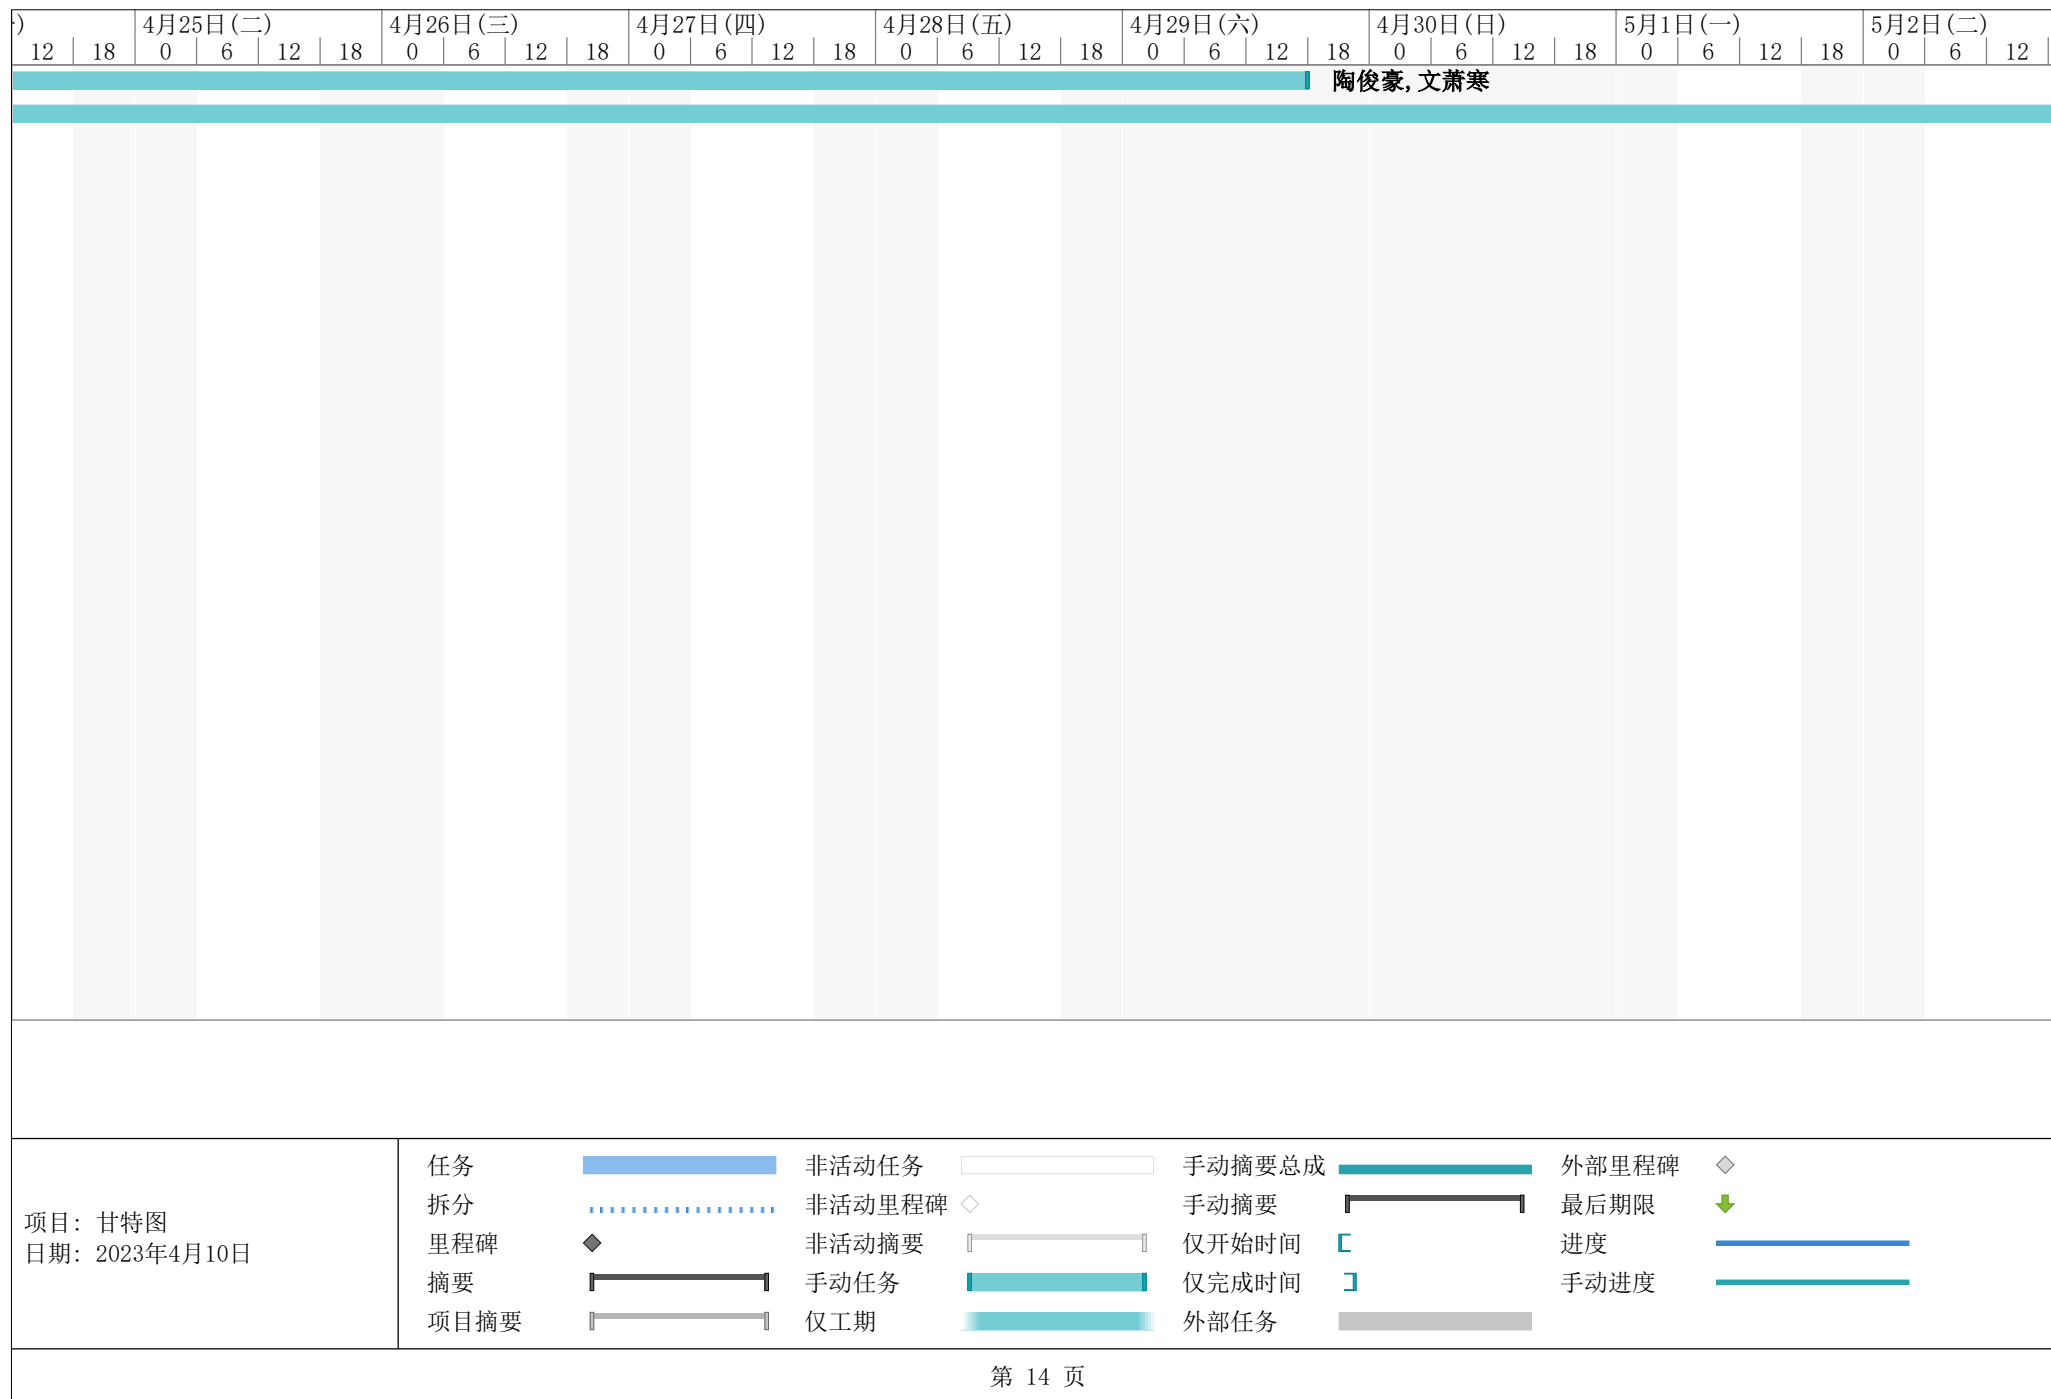 ) 4月25日(二) 4月26日(三) 4月27日(四) 4月28日(五) 4月29日(六) 4月30日(日) 5月1日(一) 5月2日(二)
12 18 0 6 12 18 0 6 12 18 0 6 12 18 0 6 12 18 0 6 12 18 0 6 12 18 0 6 12 18 0 6 12
陶俊豪,文萧寒
任务 非活动任务 手动摘要总成 外部里程碑
拆分 非活动里程碑 手动摘要 最后期限
项目: 甘特图
里程碑 非活动摘要 仅开始时间 进度
日期: 2023年4月10日
摘要 手动任务 仅完成时间 手动进度
项目摘要 仅工期 外部任务
第 14 页